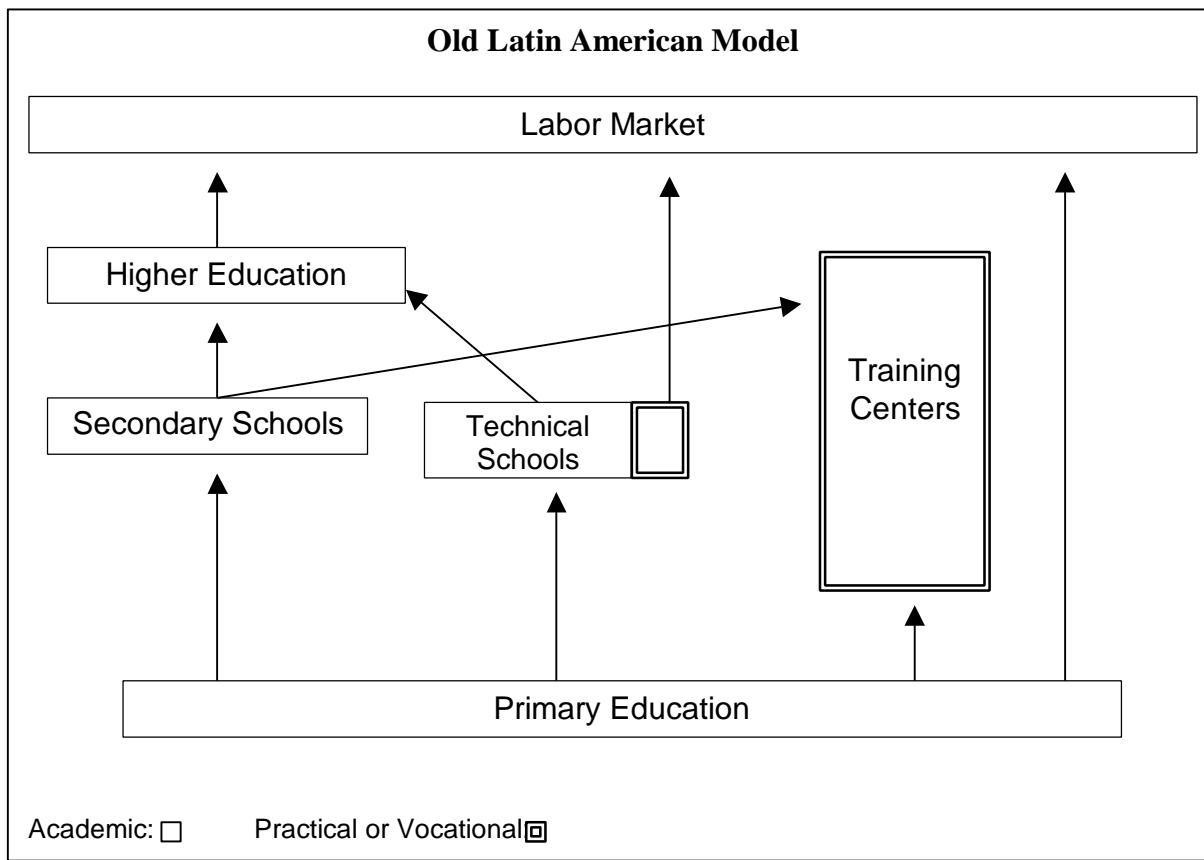 Old Latin American Model
Labor Market
Higher Education
Training
Centers
Secondary Schools
Technical
Schools
Primary Education
Academic:
Practical or Vocational